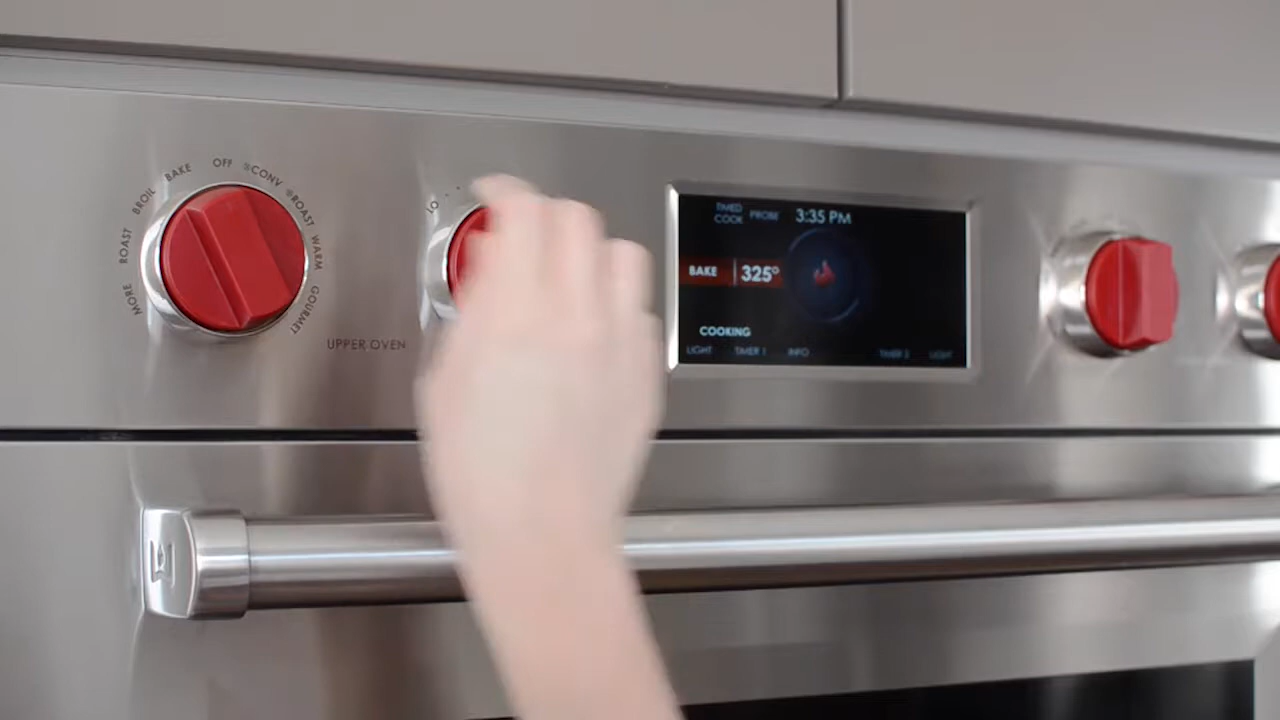 OFF
CONV
ROAST
WARM
GOURMET
BAKE
BROIL
ROAST
MORE
UPPER OVEN
LO
TIMED
COOK PROBE 3:35 PM
BAKE 325°
COOKING
LIGHT TIMER 1 INFO TIMER 2 LIGHT